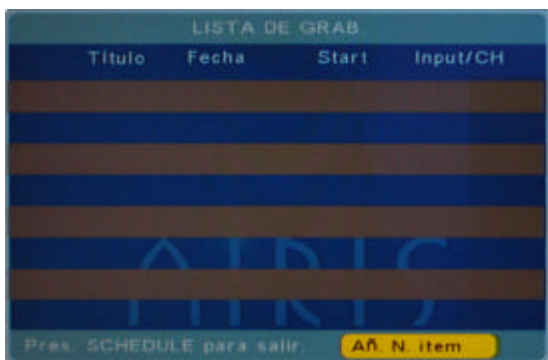 LISTA DE GRAB
Título Fecha Start Input/CH
AIRIS
Pres. SCHEDULE para salir.
Añ. N. item